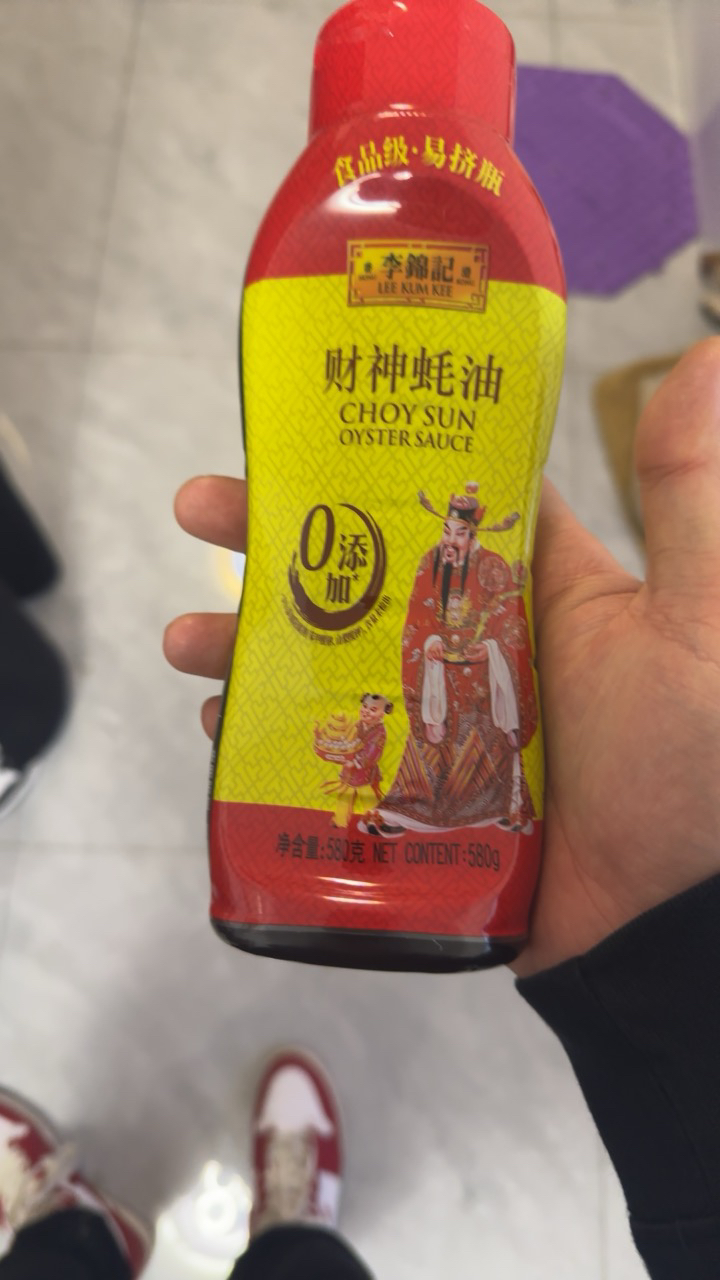 食品级·易挤瓶
李錦記
LEE KUM KEE
财神蚝油
CHOY SUN
OYSTER SAUCE
0添
加*
净含量:580克 NET CONTENT:580g